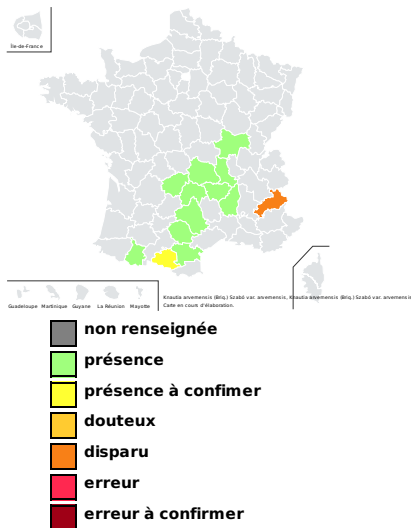 Île-de-France
Guadeloupe Martinique Guyane La Réunion Mayotte
Knautia arvernensis (Briq.) Szabó var. arvernensis, Knautia arvernensis (Briq.) Szabó var. arvernensis
Carte en cours d'élaboration.
non renseignée
présence
présence à confimer
douteux
disparu
erreur
erreur à confirmer